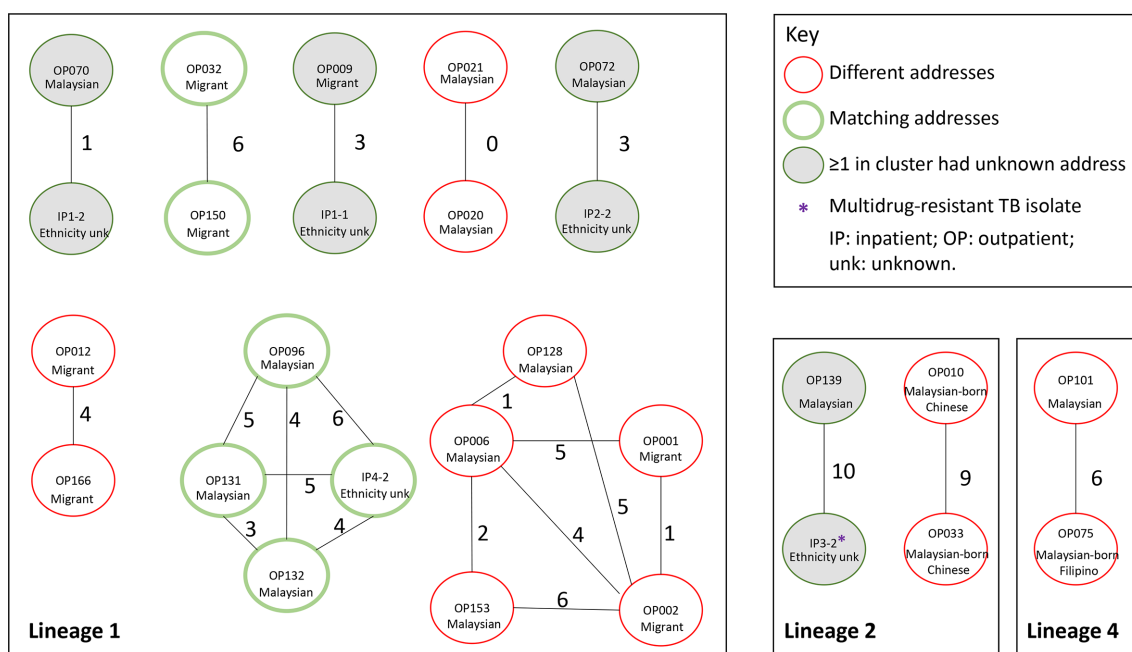 OP070
Malaysian
1
IP1-2
Ethnicity unk
OP032
Migrant
6
OP150
Migrant
OP009
Migrant
3
IP1-1
Ethnicity unk
OP021
Malaysian
0
OP020
Malaysian
OP072
Malaysian
3
IP2-2
Ethnicity unk
OP012
Migrant
4
OP166
Migrant
OP096
Malaysian
5
4
6
OP131
Malaysian
5
IP4-2
Ethnicity unk
3
4
OP132
Malaysian
OP128
Malaysian
1
OP006
Malaysian
5
OP001
Migrant
2
4
5
1
OP153
Malaysian
6
OP002
Migrant
Lineage 1
Key
Different addresses
Matching addresses
≥1 in cluster had unknown address
* Multidrug-resistant TB isolate
IP: inpatient; OP: outpatient;
unk: unknown.
OP139
Malaysian
10
IP3-2*
Ethnicity unk
OP010
Malaysian-born
Chinese
9
OP033
Malaysian-born
Chinese
Lineage 2
OP101
Malaysian
6
OP075
Malaysian-born
Filipino
Lineage 4